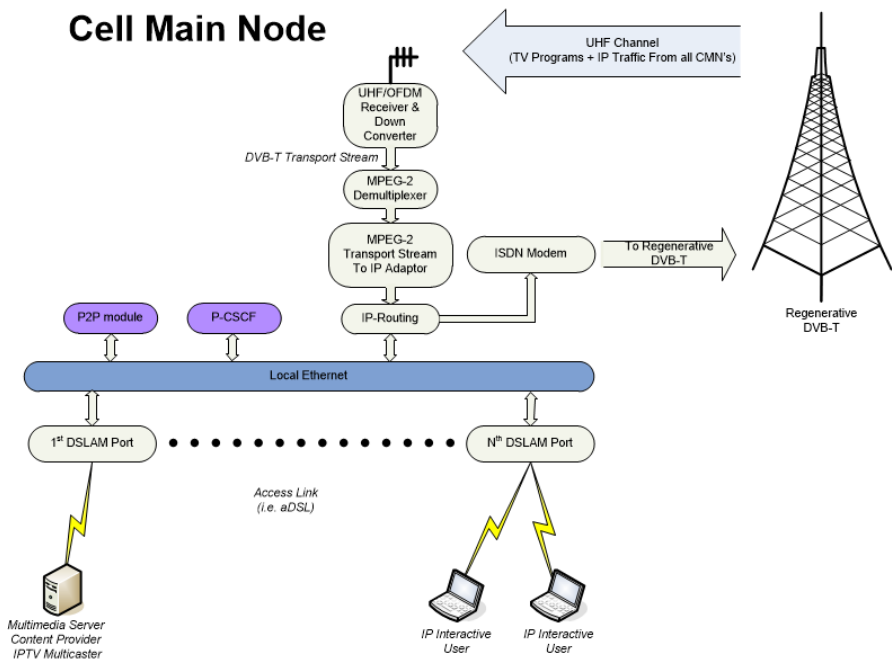 Cell Main Node
UHF Channel
(TV Programs + IP Traffic From all CMN's)
UHF/OFDM
Receiver &
Down
Converter
DVB-T Transport Stream
MPEG-2
Demultiplexer
MPEG-2
Transport Stream
To IP Adaptor
ISDN Modem
To Regenerative
DVB-T
Regenerative
DVB-T
P2P module
P-CSCF
IP-Routing
Local Ethernet
1st DSLAM Port
Nth DSLAM Port
Access Link
(i.e. aDSL)
Multimedia Server
Content Provider
IPTV Multicaster
IP Interactive
User
IP Interactive
User